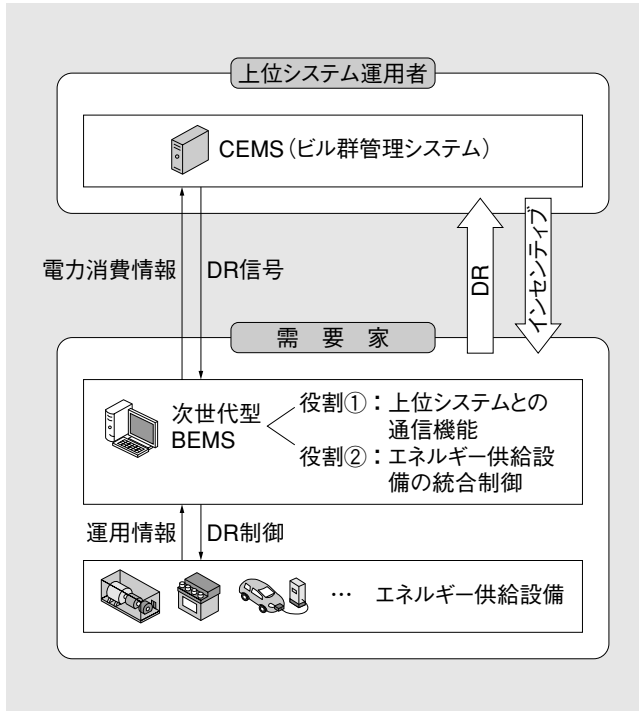 上位システム運用者
CEMS（ビル群管理システム）
電力消費情報
DR信号
DR
インセンティブ
需要家
次世代型
BEMS
役割①：上位システムとの
通信機能
役割②：エネルギー供給設
備の統合制御
運用情報
DR制御
… エネルギー供給設備